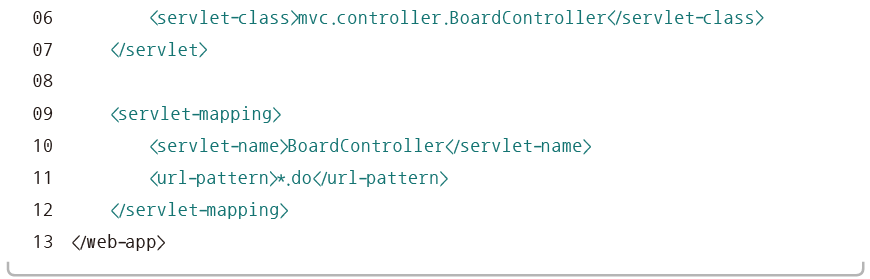 06 <servlet-class>mvc.controller.BoardController</servlet-class>
07 </servlet>
08
09 <servlet-mapping>
10 <servlet-name>BoardController</servlet-name>
11 <url-pattern>*.do</url-pattern>
12 </servlet-mapping>
13 </web-app>